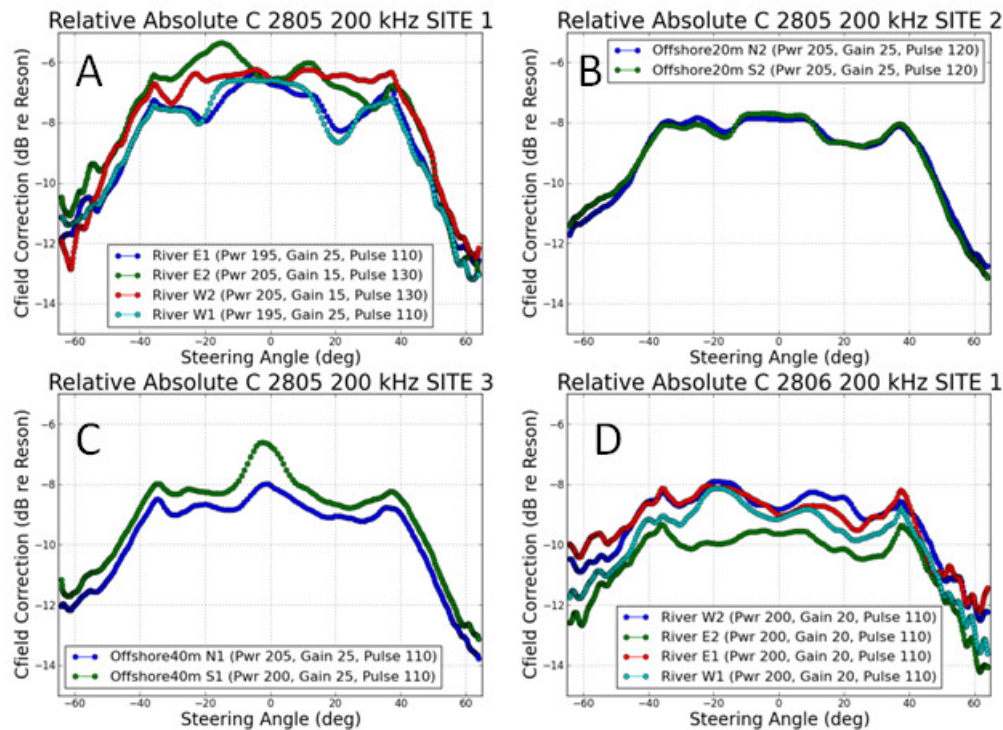 Relative Absolute C 2805 200 kHz SITE 1
A
Cfield Correction (dB re Reson)
−6
−8
−10
−12
−14
River E1 (Pwr 195, Gain 25, Pulse 110)
River E2 (Pwr 205, Gain 15, Pulse 130)
River W2 (Pwr 205, Gain 15, Pulse 130)
River W1 (Pwr 195, Gain 25, Pulse 110)
−60 −40 −20 0 20 40 60
Steering Angle (deg)
Relative Absolute C 2805 200 kHz SITE 2
B
Cfield Correction (dB re Reson)
Offshore20m N2 (Pwr 205, Gain 25, Pulse 120)
Offshore20m S2 (Pwr 205, Gain 25, Pulse 120)
−6
−8
−10
−12
−14
−60 −40 −20 0 20 40 60
Steering Angle (deg)
Relative Absolute C 2805 200 kHz SITE 3
C
Cfield Correction (dB re Reson)
−6
−8
−10
−12
−14
Offshore40m N1 (Pwr 205, Gain 25, Pulse 110)
Offshore40m S1 (Pwr 200, Gain 25, Pulse 110)
−60 −40 −20 0 20 40 60
Steering Angle (deg)
Relative Absolute C 2806 200 kHz SITE 1
D
Cfield Correction (dB re Reson)
−6
−8
−10
−12
−14
River W2 (Pwr 200, Gain 20, Pulse 110)
River E2 (Pwr 200, Gain 20, Pulse 110)
River E1 (Pwr 200, Gain 20, Pulse 110)
River W1 (Pwr 200, Gain 20, Pulse 110)
−60 −40 −20 0 20 40 60
Steering Angle (deg)